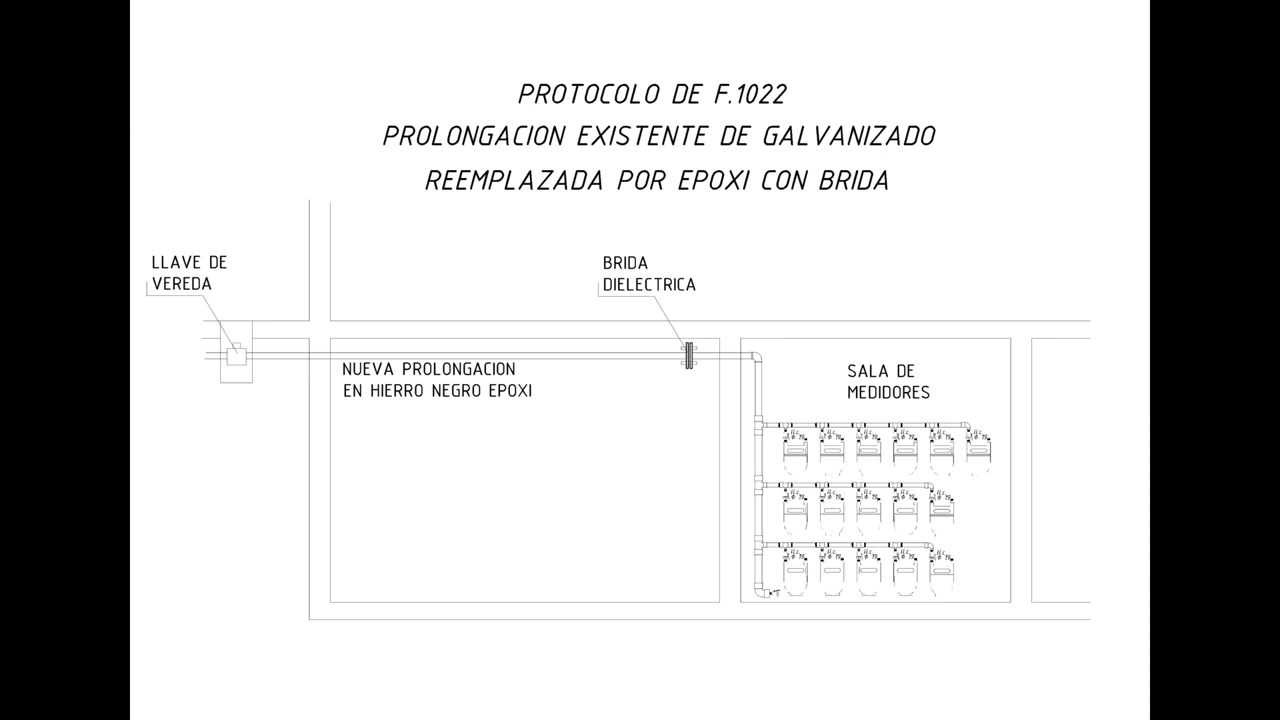 PROTOCOLO DE F.1022
PROLONGACION EXISTENTE DE GALVANIZADO
REEMPLAZADA POR EPOXI CON BRIDA
LLAVE DE
VEREDA
BRIDA
DIELECTRICA
NUEVA PROLONGACION
EN HIERRO NEGRO EPOXI
SALA DE
MEDIDORES